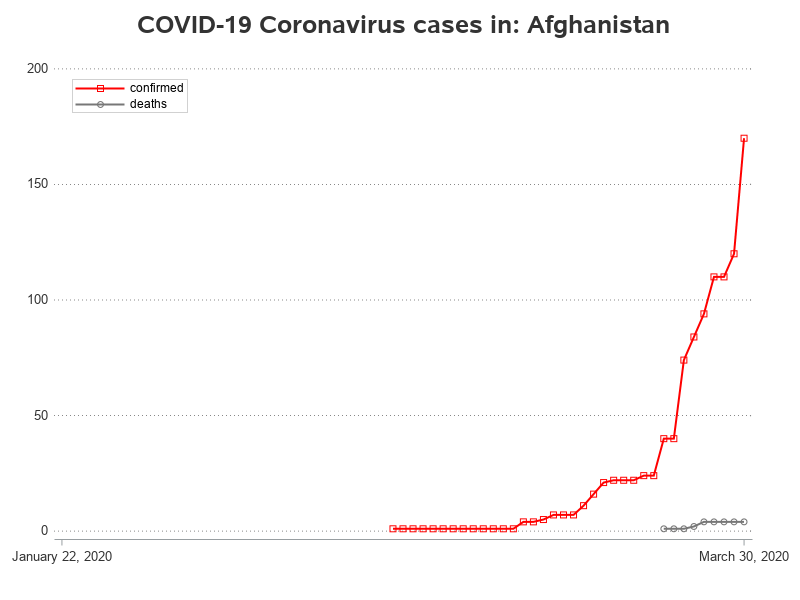 COVID-19 Coronavirus cases in: Afghanistan
200
confirmed
deaths
150
100
50
0
January 22, 2020
March 30, 2020